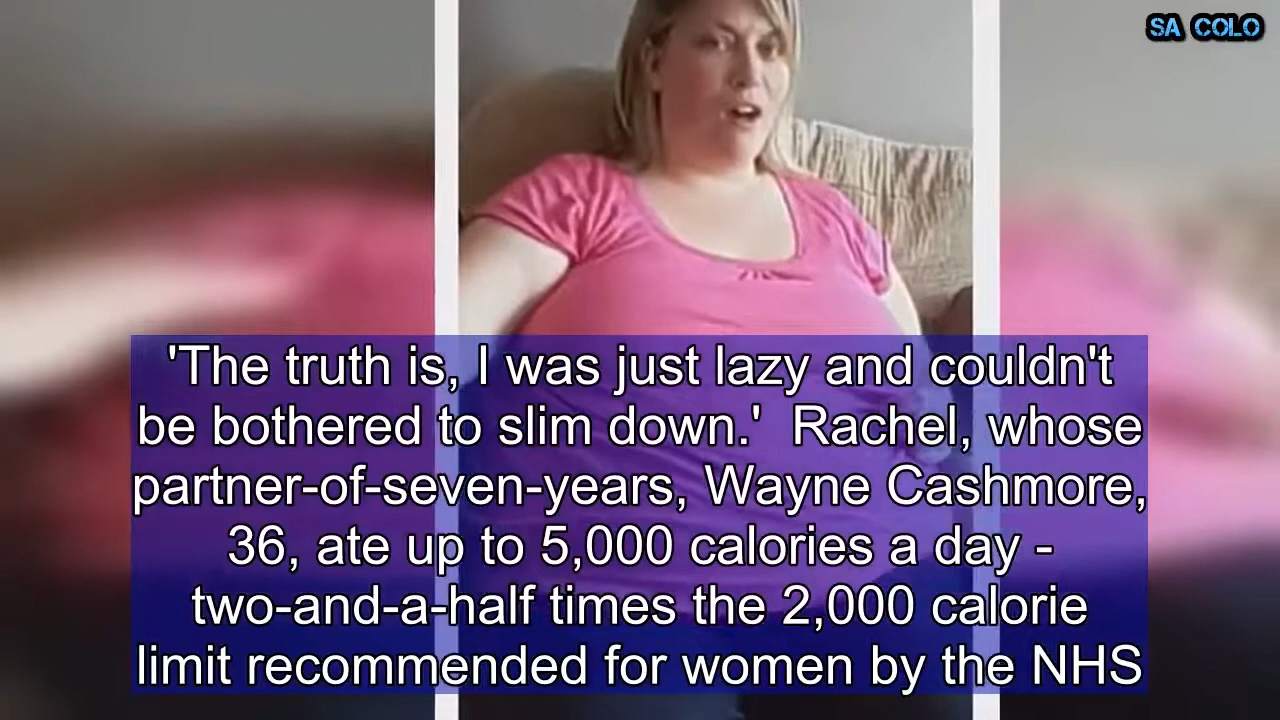 SA COLO
'The truth is, I was just lazy and couldn't
be bothered to slim down.'  Rachel, whose
partner-of-seven-years, Wayne Cashmore,
36, ate up to 5,000 calories a day -
two-and-a-half times the 2,000 calorie
limit recommended for women by the NHS